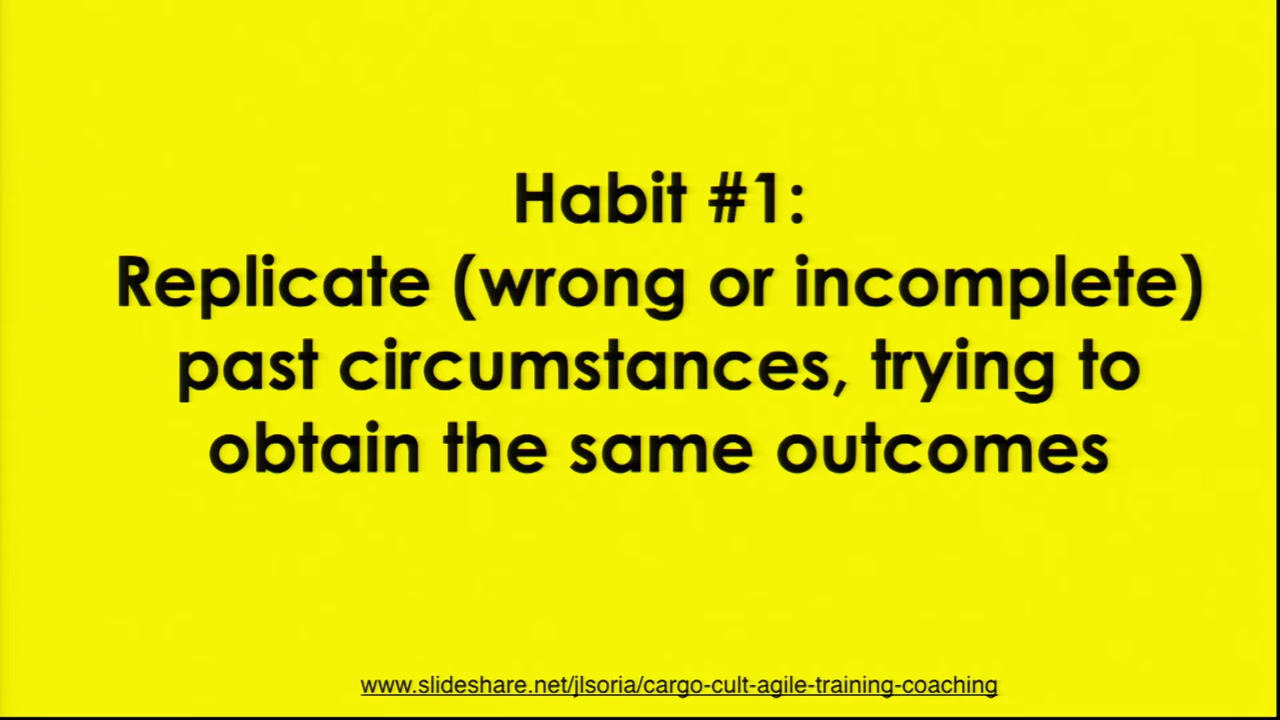 Habit #1:
Replicate (wrong or incomplete)
past circumstances, trying to
obtain the same outcomes
www.slideshare.net/jlsoria/cargo-cult-agile-training-coaching